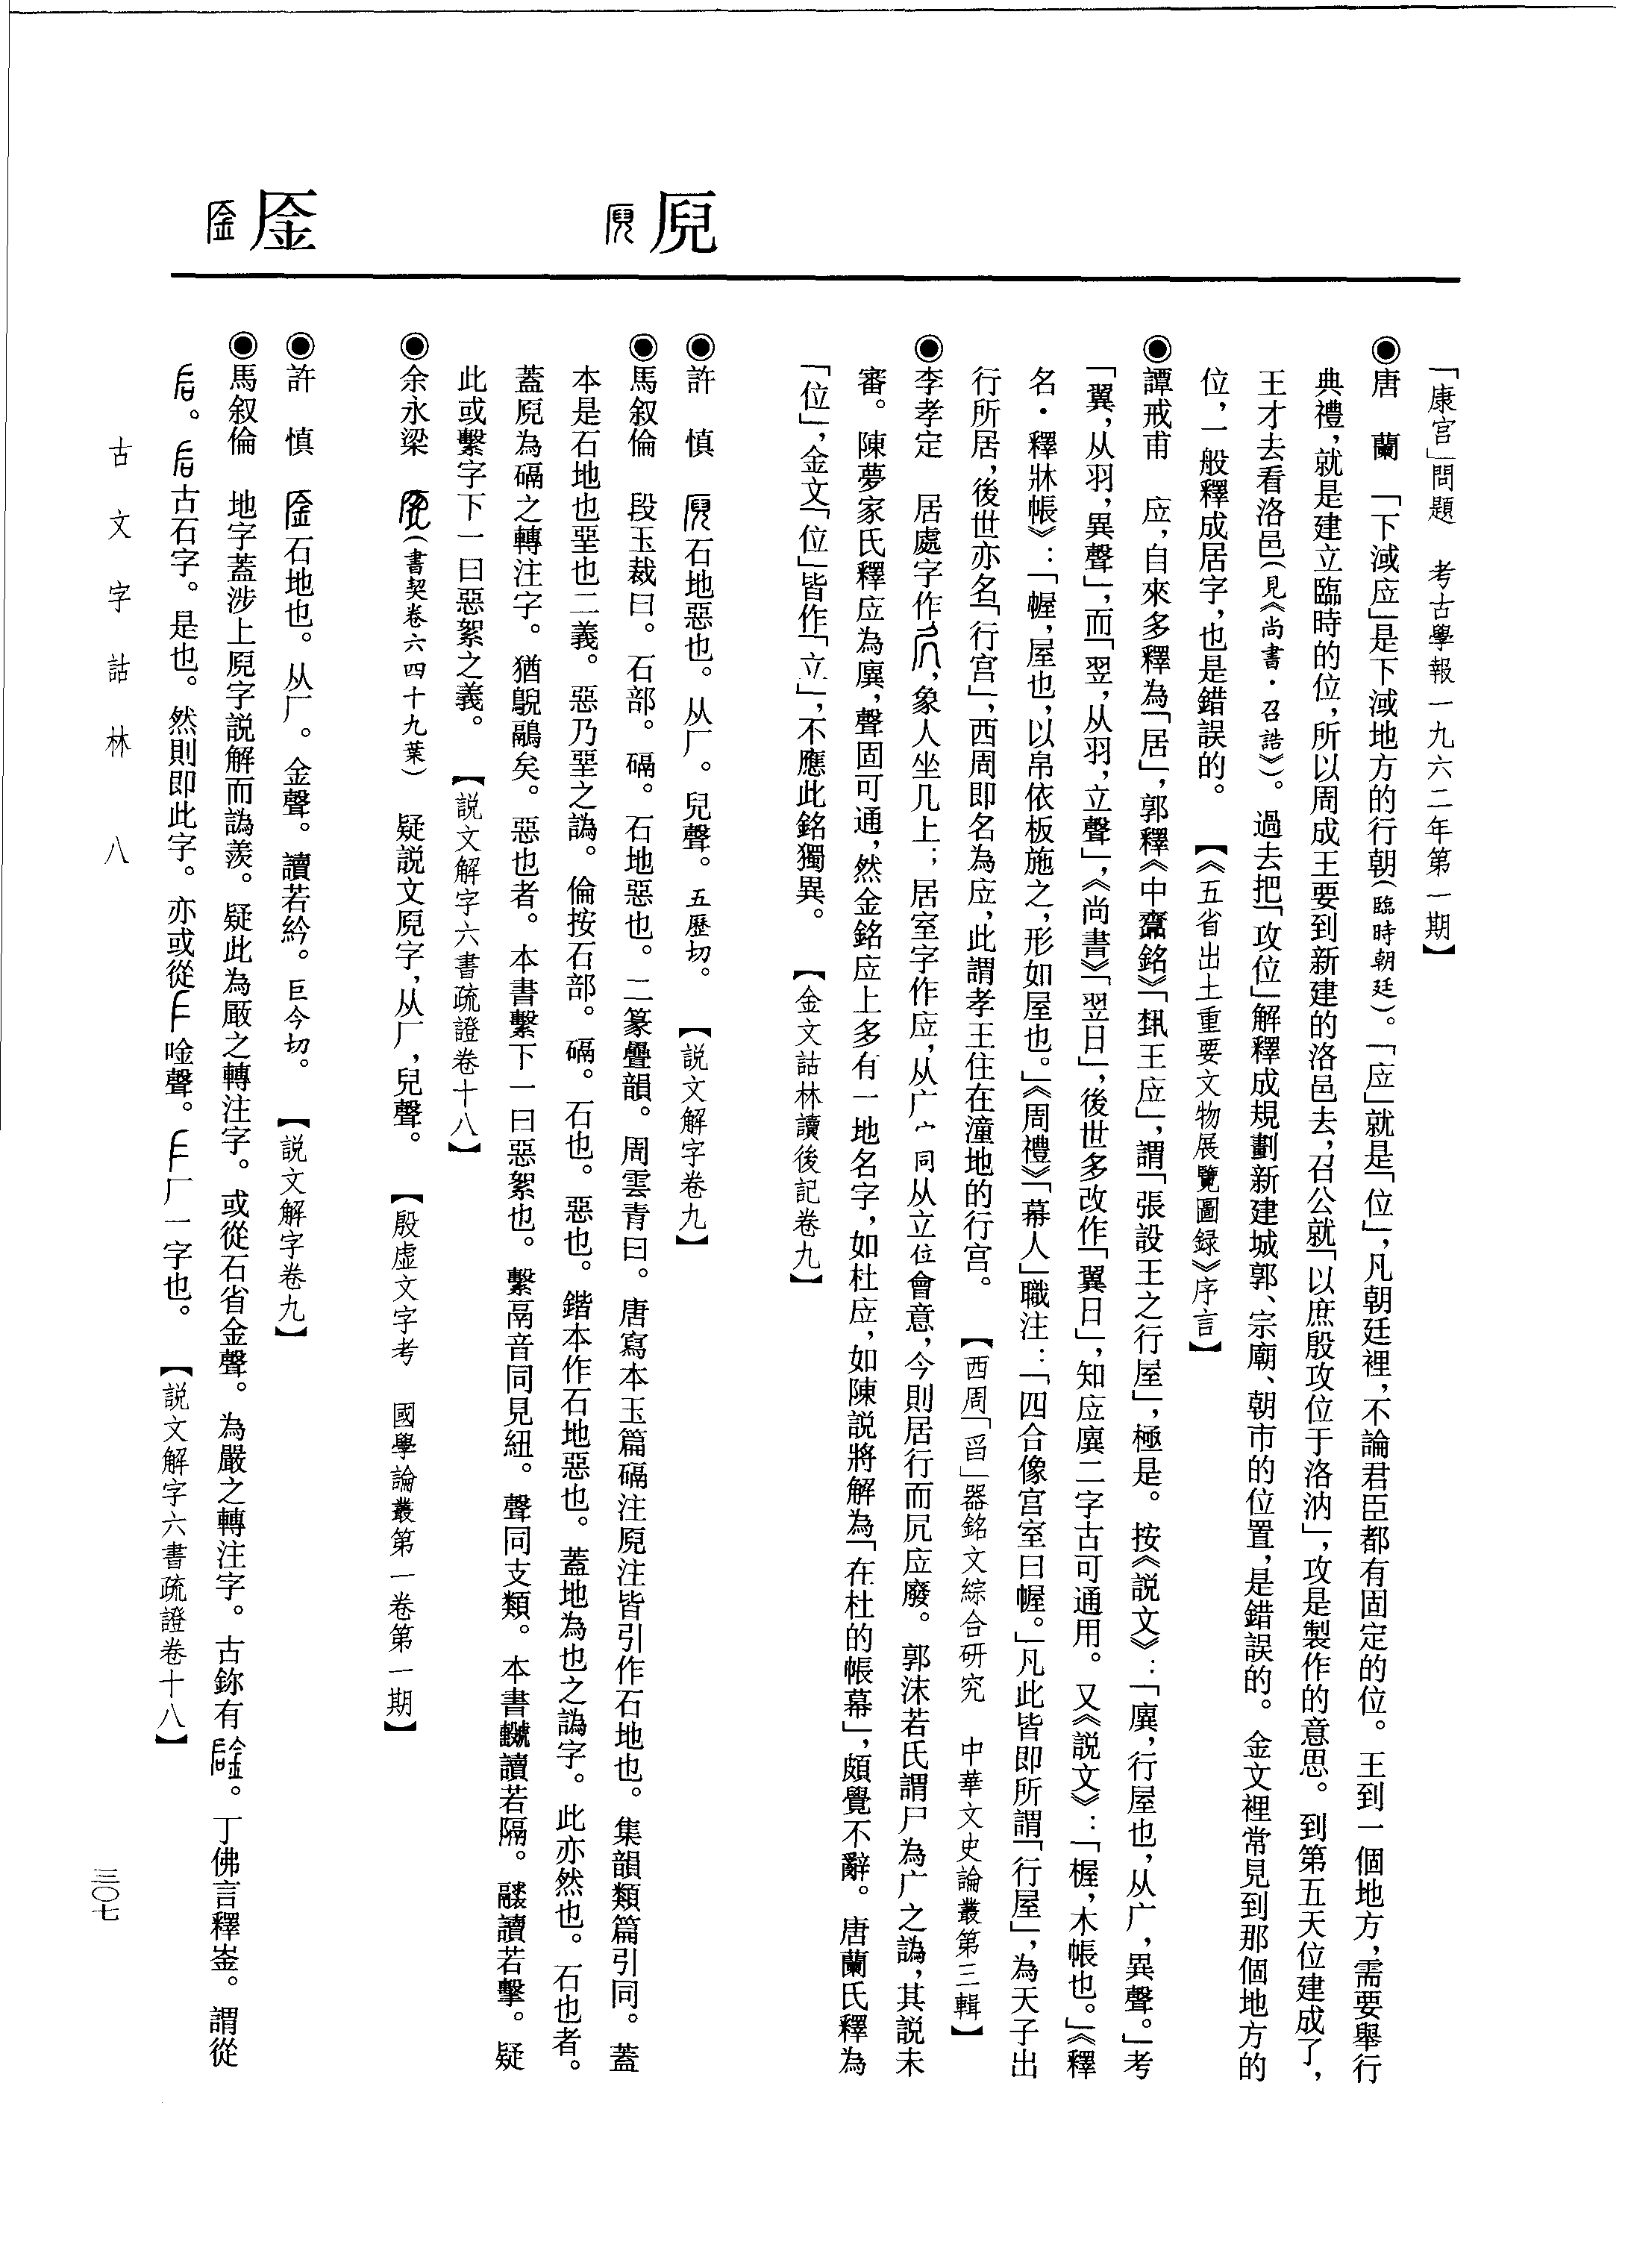 「康宫」問題　考古學報一九六二年第一期】
◉唐　蘭　「下淢应」是下淢地方的行朝(臨時朝廷)。「应」就是「位」,凡朝廷裡,不論君臣都有固定的位。王到一個地方,需要舉行
典禮,就是建立臨時的位,所以周成王要到新建的洛邑去,召公就「以庶殷攻位于洛汭」,攻是製作的意思。到第五天位建成了,
王才去看洛邑(見《尚書·召誥》)。過去把「攻位」解釋成規劃新建城郭、宗廟、朝市的位置,是錯誤的。金文裡常見到那個地方的
位,一般釋成居字,也是錯誤的。【《五省出土重要文物展覽圖録》序言】
◉譚戒甫　应,自來多釋為「居」,郭釋《中齋銘》「䵼王应」,謂「張設王之行屋」,極是。按《説文》:「廙,行屋也,从广,異聲。」考
「翼,从羽,異聲」,而「翌,从羽,立聲」,《尚書》「翌日」,後世多改作「翼日」,知应廙二字古可通用。又《説文》:「楃,木帳也。」《釋
名·釋牀帳》:「幄,屋也,以帛依板施之,形如屋也。」《周禮》「幕人」職注:「四合像宫室曰幄。」凡此皆即所謂「行屋」,為天子出
行所居,後世亦名「行宫」,西周即名為应,此謂孝王住在潼地的行宫。【西周「舀」器銘文綜合研究　中華文史論叢第三輯】
◉李孝定　居處字作,象人坐几上;居室字作应,从广宀同从立位會意,今則居行而凥应廢。郭沫若氏謂尸為广之譌,其説未
審。陳夢家氏釋应為廙,聲固可通,然金銘应上多有一地名字,如杜应,如陳説將解為「在杜的帳幕」,頗覺不辭。唐蘭氏釋為
「位」,金文「位」皆作「立」,不應此銘獨異。【金文詁林讀後記卷九】
厬
◉許　慎　石地惡也。从厂。兒聲。五歷切。【説文解字卷九】
◉馬叙倫　段玉裁曰。石部。碻。石地惡也。二篆疊韻。周雲青曰。唐寫本玉篇碻注㕒注皆引作石地也。集韻類篇引同。蓋
本是石地也堊也二義。惡乃堊之譌。倫按石部。碻。石也。惡也。鍇本作石地惡也。蓋地為也之譌字。此亦然也。石也者。
蓋㕒為碻之轉注字。猶鶃鷊矣。惡也者。本書繫下一曰惡絮也。繫鬲音同見紐。聲同支類。本書讀若隔。讀若擊。疑
此或繫字下一曰惡絮之義。【説文解字六書疏證卷十八】
◉余永梁　(書契卷六四十九葉)　疑説文㕒字,从厂,兒聲。【殷虚文字考　國學論叢第一卷第一期】
厔
◉許　慎　石地也。从厂。金聲。讀若紟。巨今切。【説文解字卷九】
◉馬叙倫　地字蓋涉上㕒字説解而譌羨。疑此為厰之轉注字。或從石省金聲。為嚴之轉注字。古鉨有。丁佛言釋崟。謂從
。古石字。是也。然則即此字。亦或從唫聲。厂一字也。【説文解字六書疏證卷十八】
古文字詁林　八
三〇七